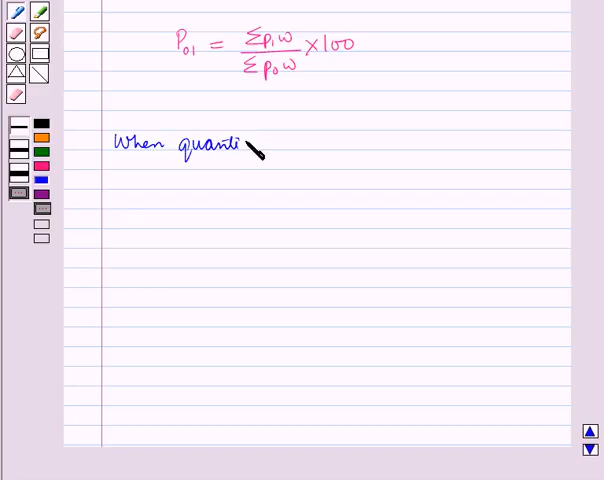 P₀₁ = Σp₁w / Σp₀w × 100
When quanti